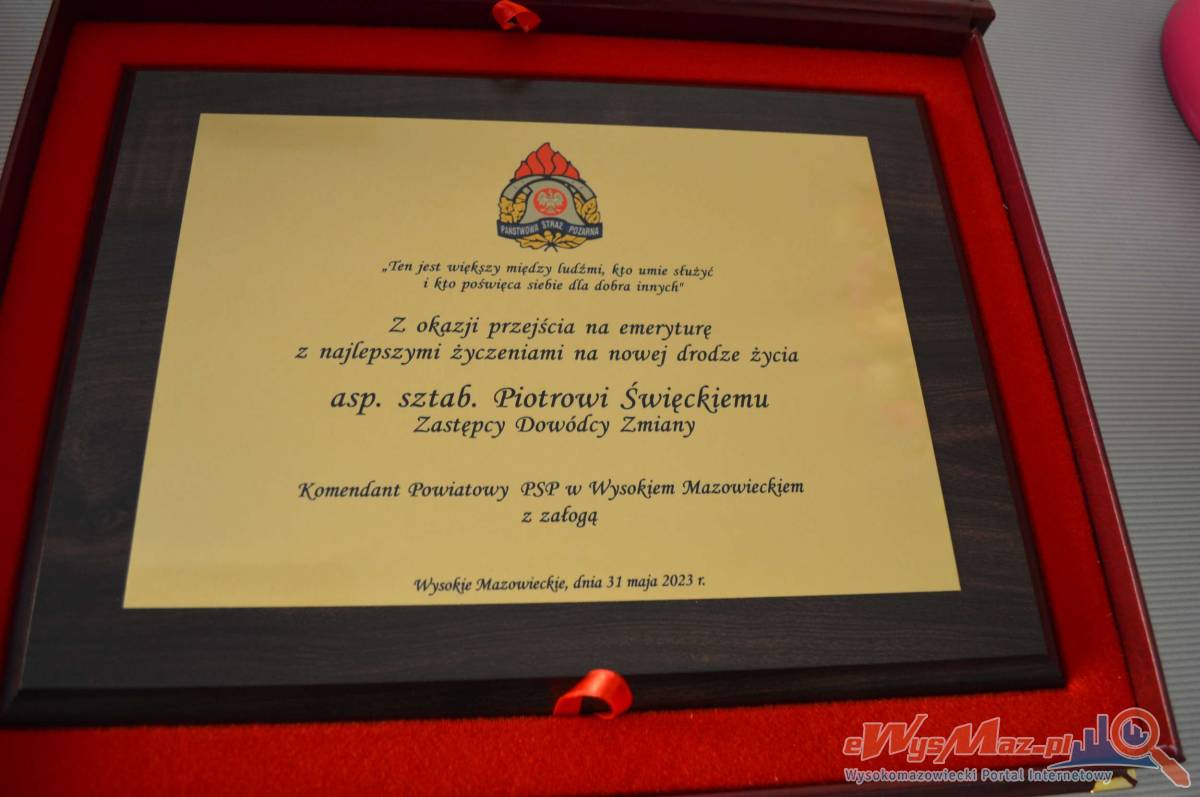 PAŃSTWOWA STRAŻ POŻARNA
„Ten jest większy między ludźmi, kto umie służyć
i kto poświęca siebie dla dobra innych"
Z okazji przejścia na emeryturę
z najlepszymi życzeniami na nowej drodze życia
asp. sztab. Piotrowi Święckiemu
Zastępcy Dowódcy Zmiany
Komendant Powiatowy PSP w Wysokiem Mazowieckiem
z załogą
Wysokie Mazowieckie, dnia 31 maja 2023 r.
eWysMaz.pl
Wysokomazowiecki Portal Internetowy